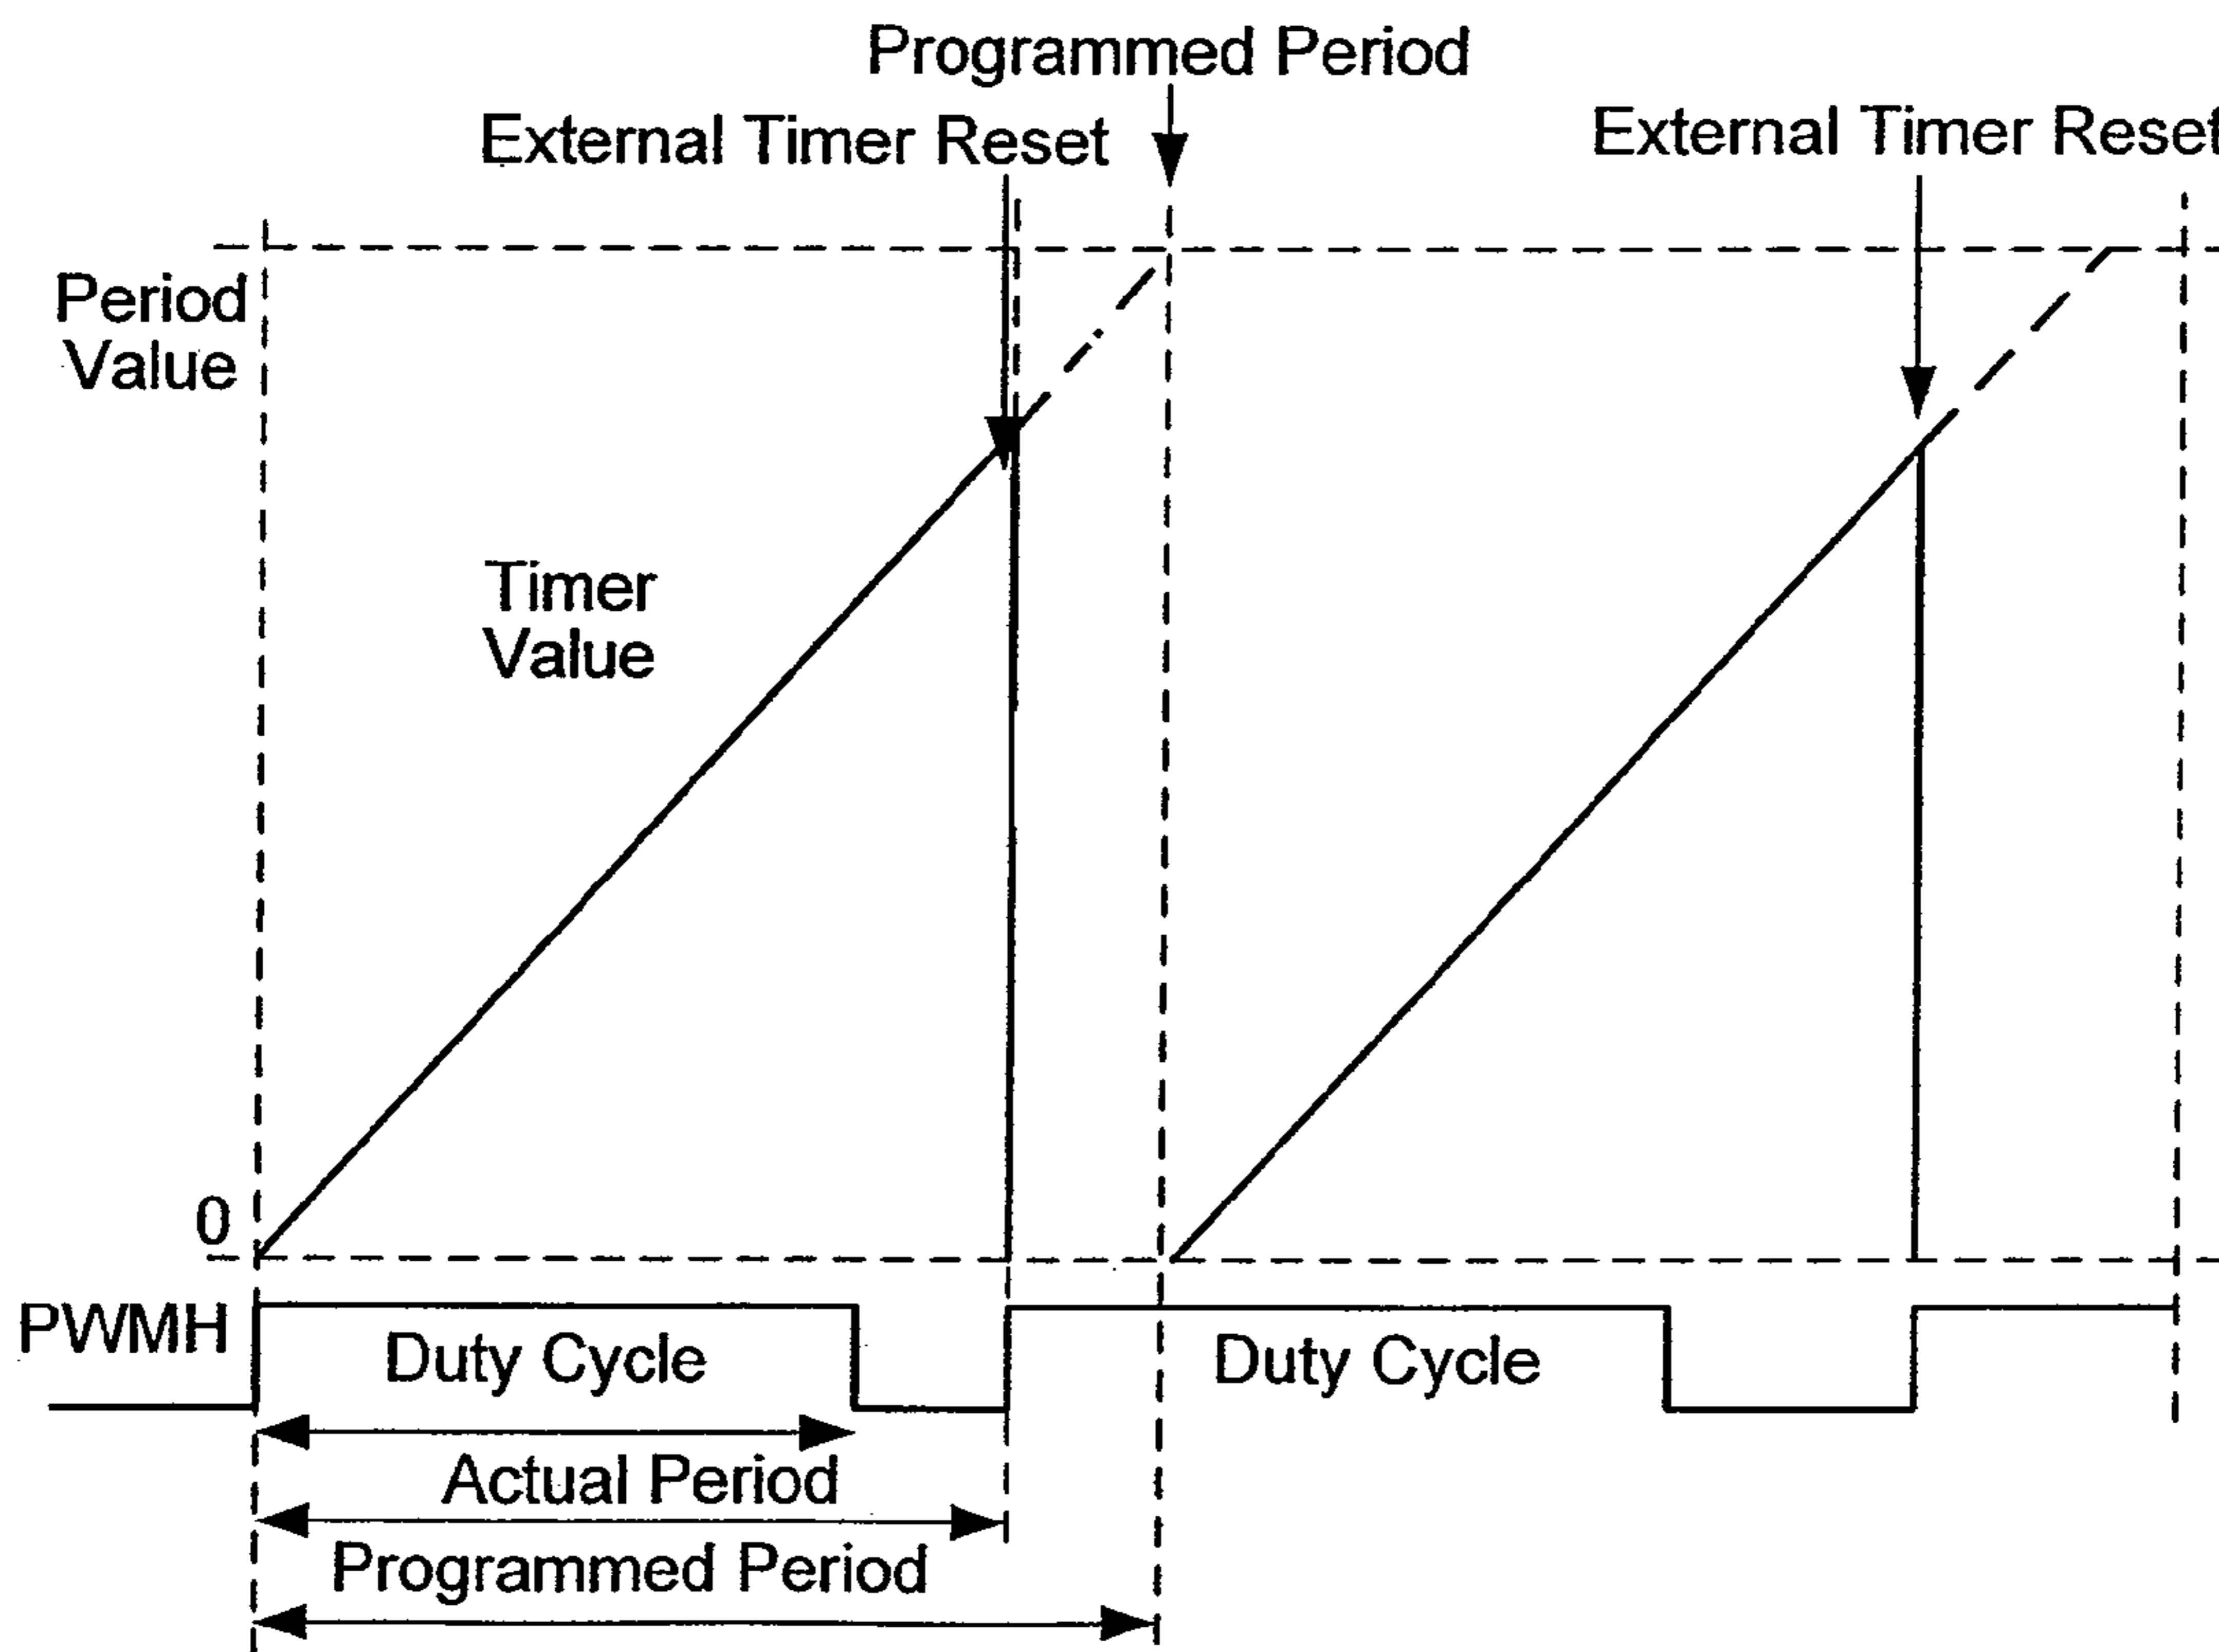 Programmed Period
External Timer Reset
External Timer Reset
Period
Value
Timer
Value
0
PWMH
Duty Cycle
Duty Cycle
Actual Period
Programmed Period